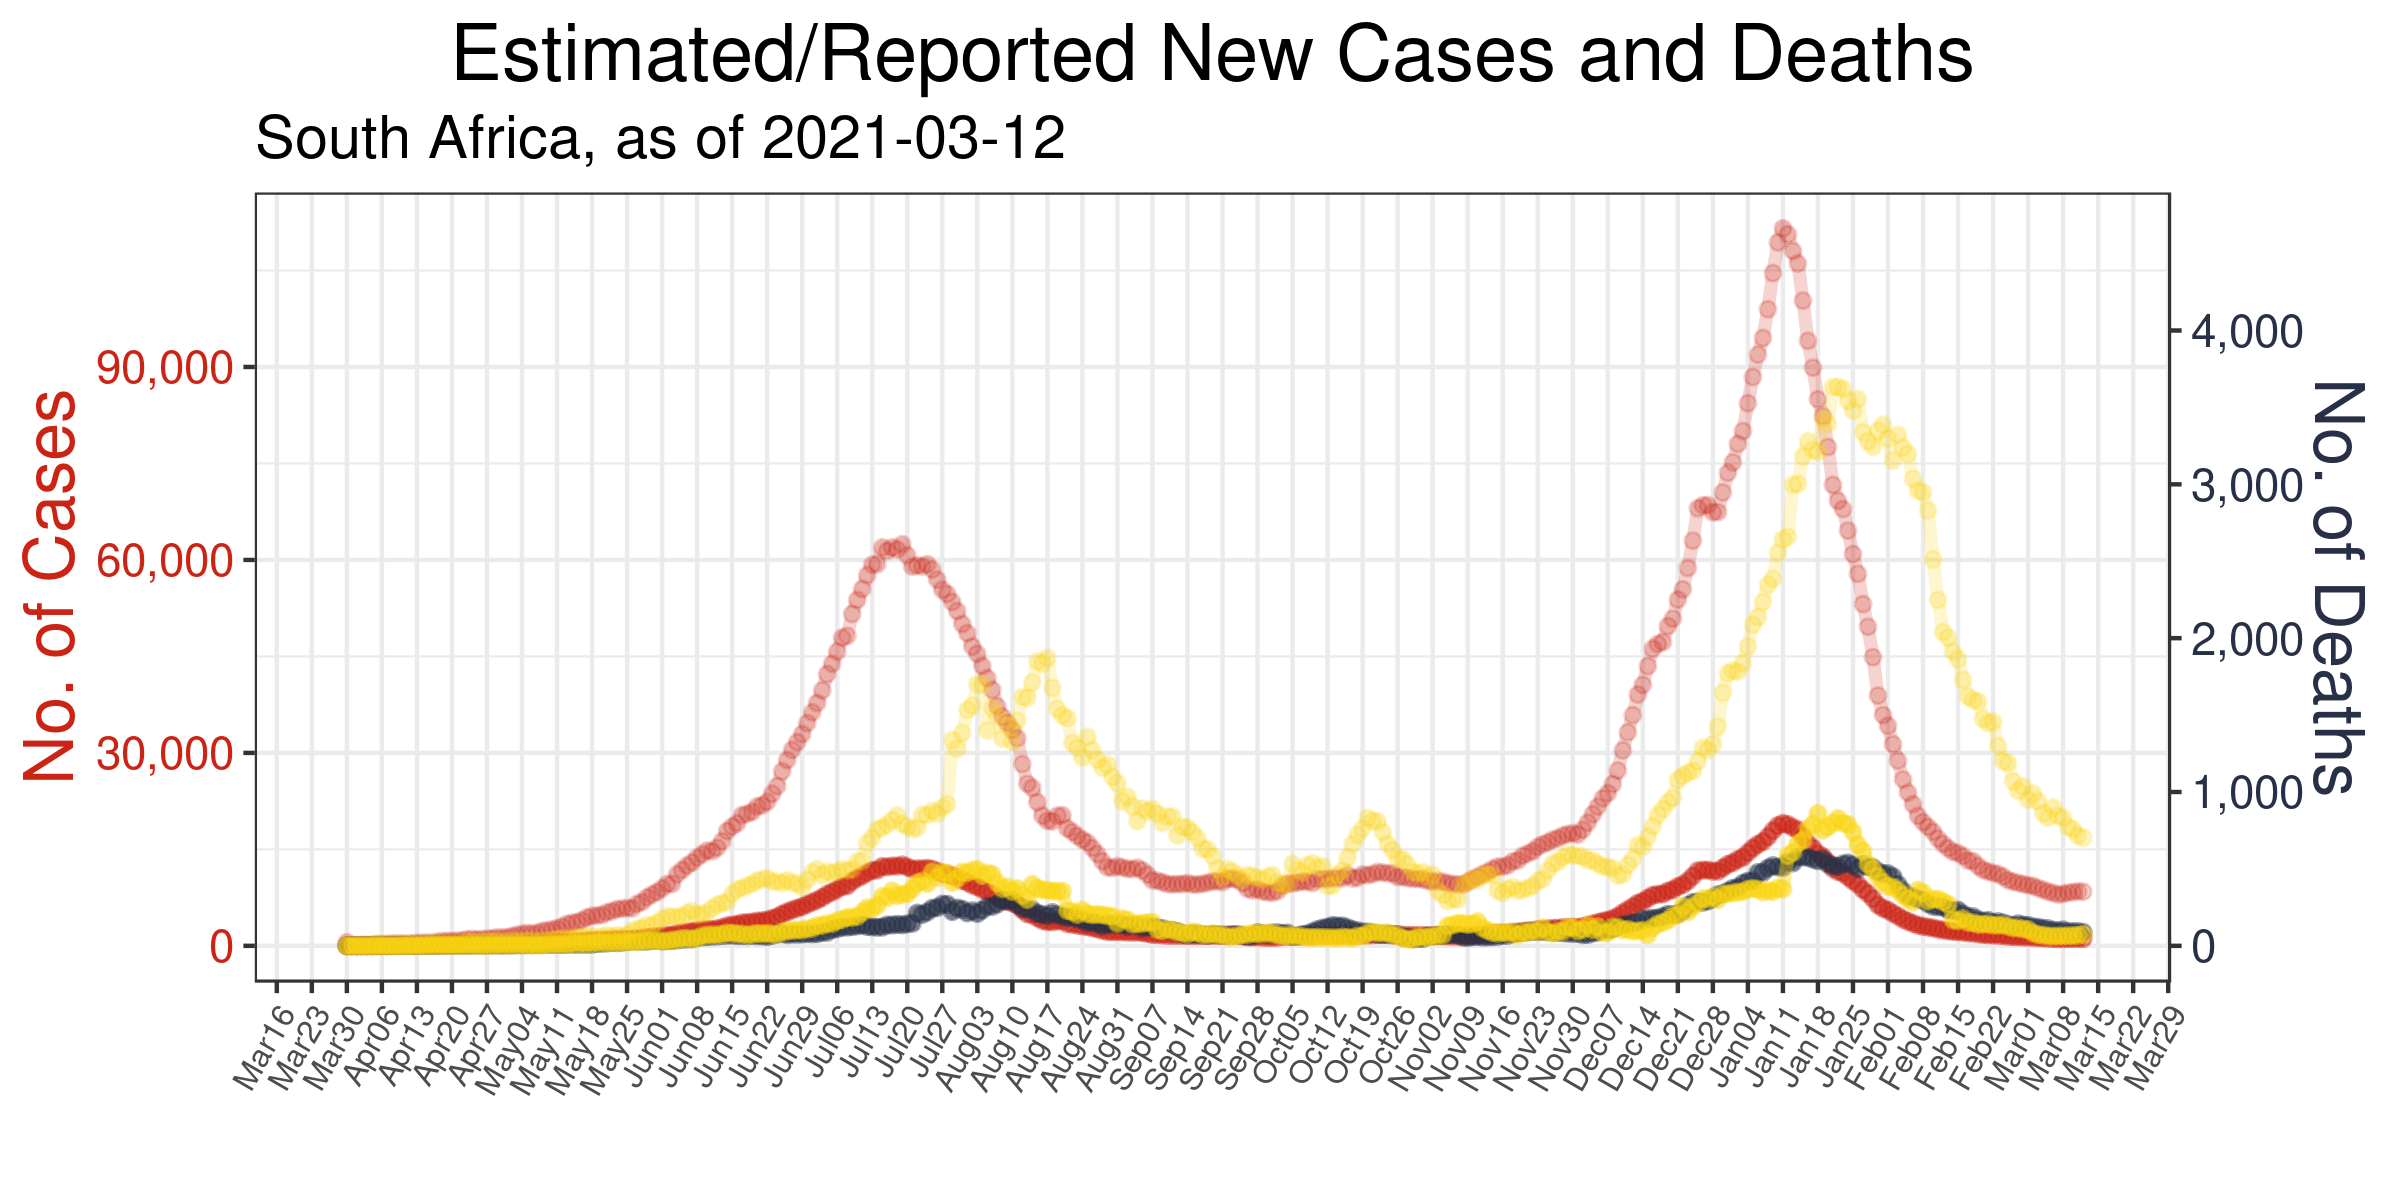 Estimated/Reported New Cases and Deaths
South Africa, as of 2021-03-12
No. of Cases
90,000
60,000
30,000
0
4,000
3,000
2,000
1,000
0
No. of Deaths
Mar16
Mar23
Mar30
Apr06
Apr13
Apr20
Apr27
May04
May11
May18
May25
Jun01
Jun08
Jun15
Jun22
Jun29
Jul06
Jul13
Jul20
Jul27
Aug03
Aug10
Aug17
Aug24
Aug31
Sep07
Sep14
Sep21
Sep28
Oct05
Oct12
Oct19
Oct26
Nov02
Nov09
Nov16
Nov23
Nov30
Dec07
Dec14
Dec21
Dec28
Jan04
Jan11
Jan18
Jan25
Feb01
Feb08
Feb15
Feb22
Mar01
Mar08
Mar15
Mar22
Mar29